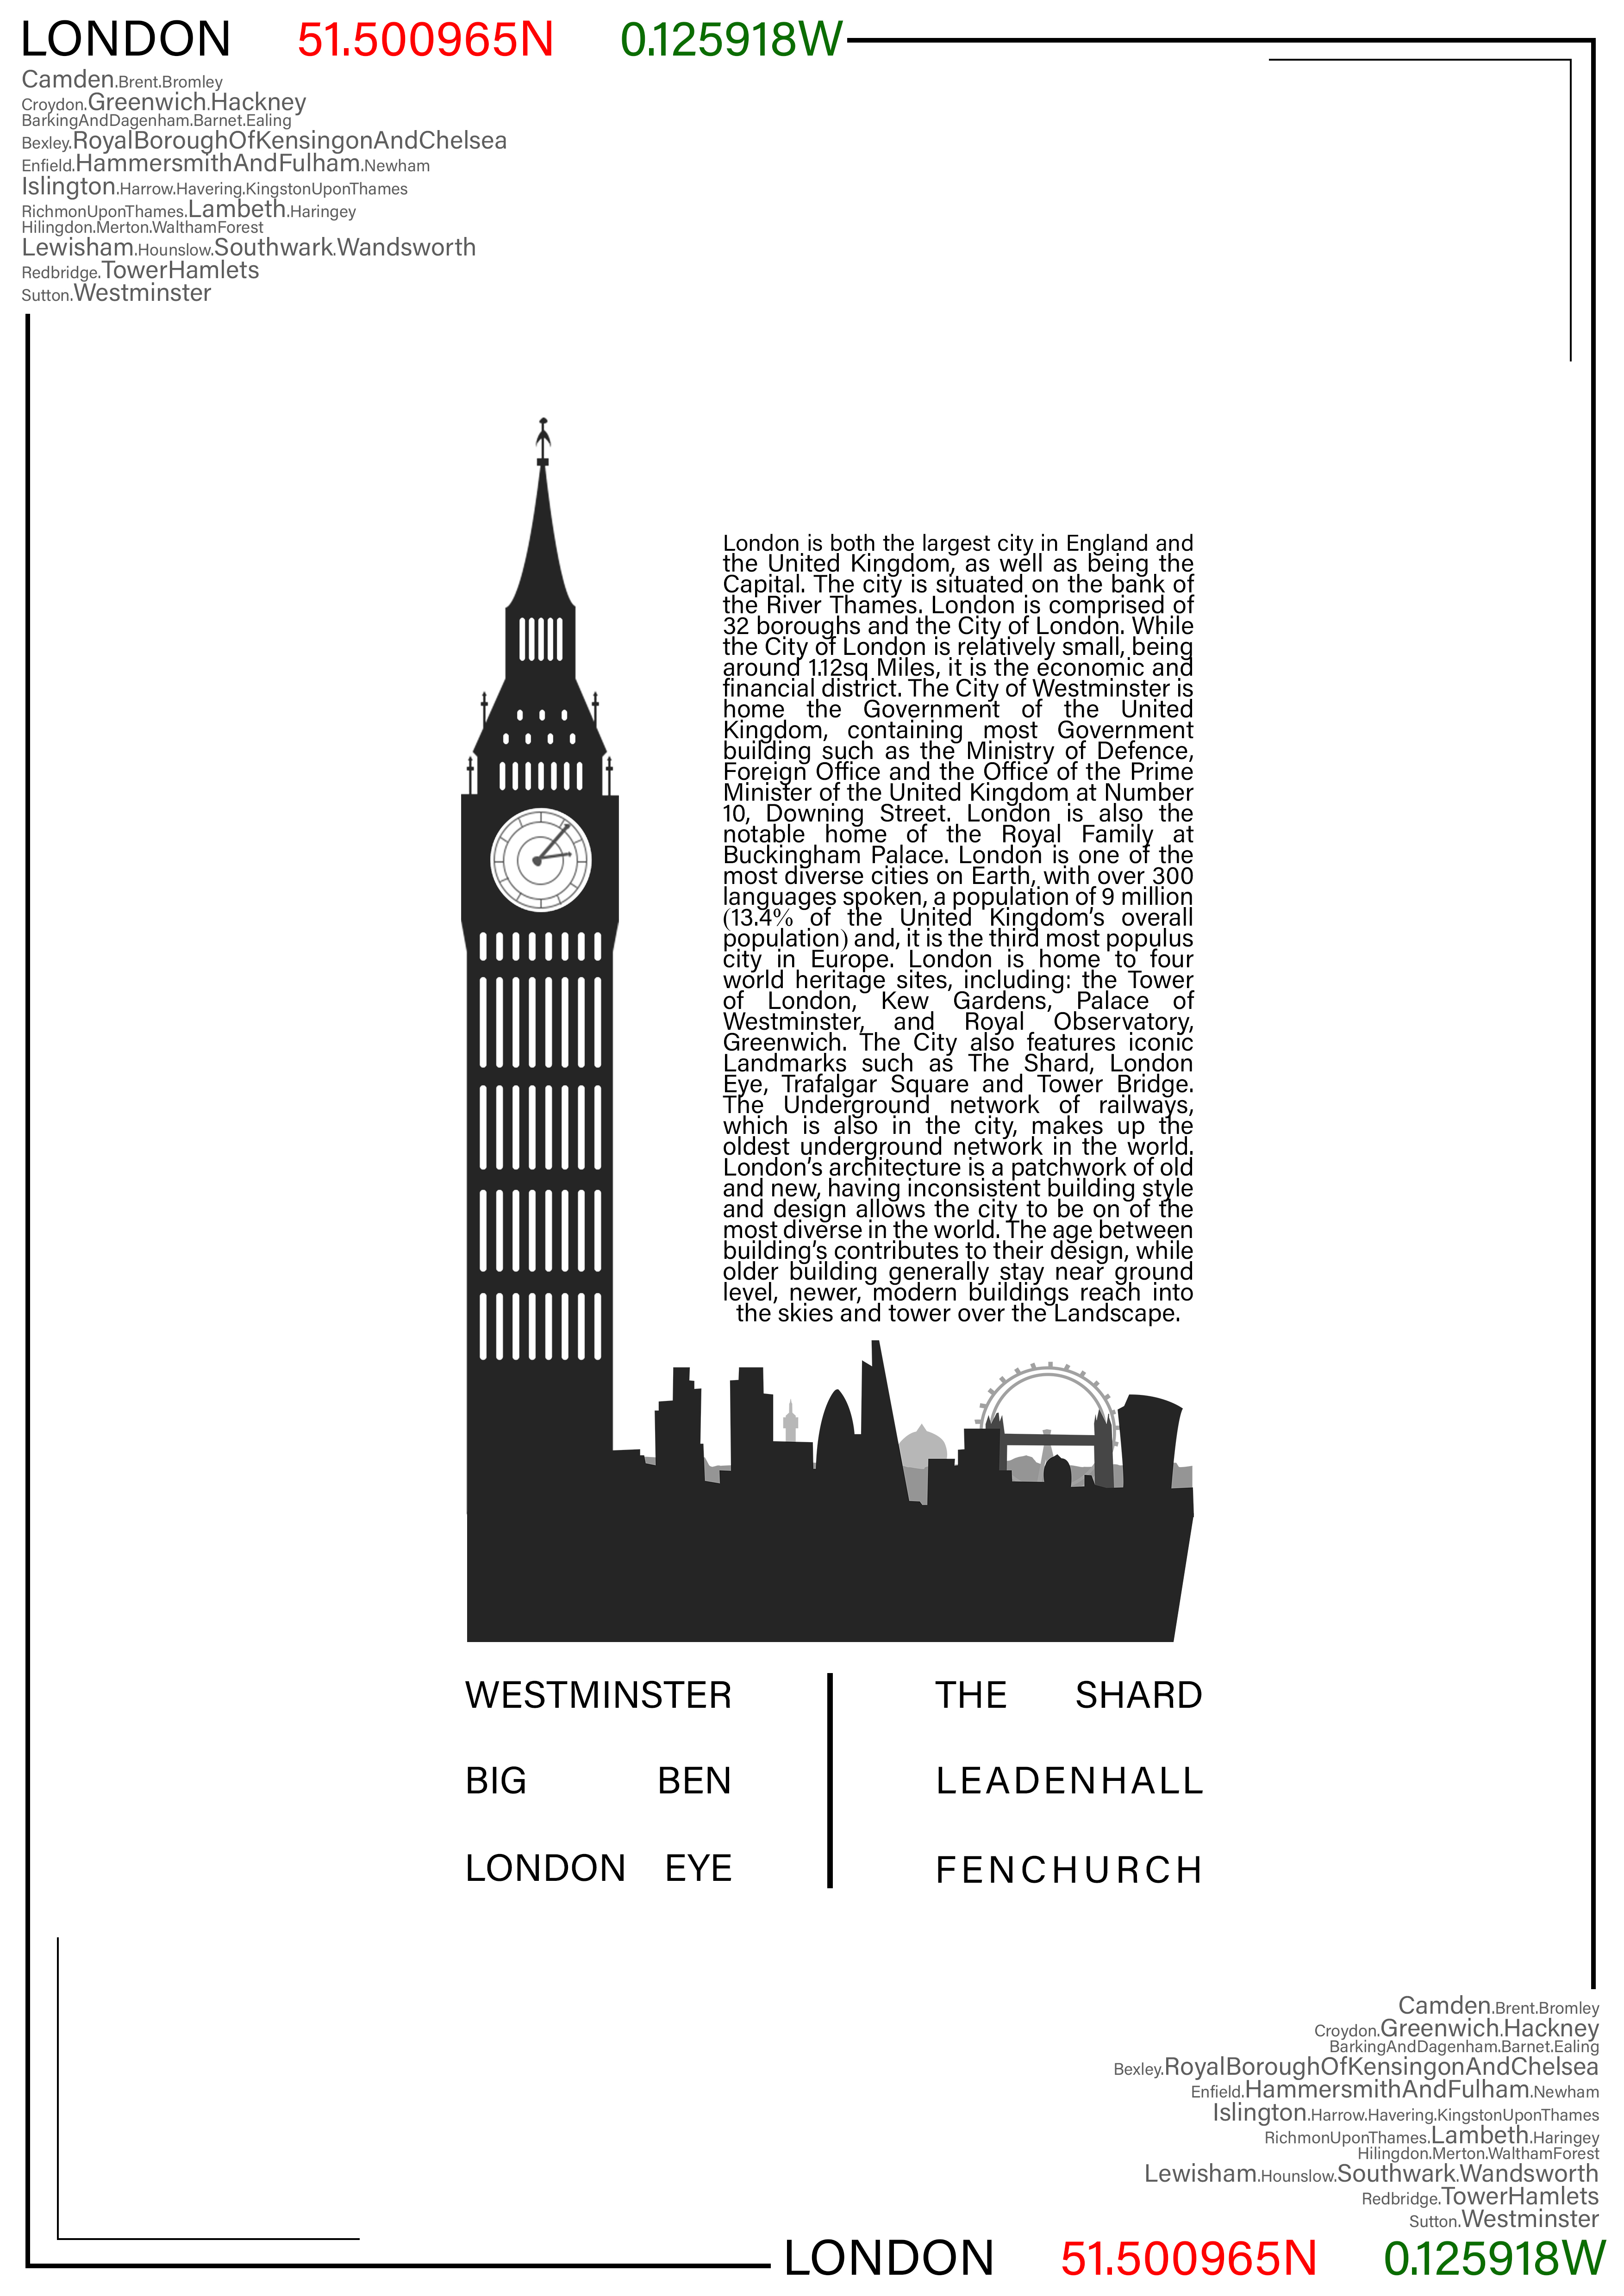 LONDON 51.500965N 0.125918W
Camden.Brent.Bromley
Croydon.Greenwich.Hackney
BarkingAndDagenham.Barnet.Ealing
Bexley.RoyalBoroughOfKensingonAndChelsea
Enfield.HammersmithAndFulham.Newham
Islington.Harrow.Havering.KingstonUponThames
RichmonUponThames.Lambeth.Haringey
Hilingdon.Merton.WalthamForest
Lewisham.Hounslow.Southwark.Wandsworth
Redbridge.TowerHamlets
Sutton.Westminster
London is both the largest city in England and
the United Kingdom, as well as being the
Capital. The city is situated on the bank of
the River Thames. London is comprised of
32 boroughs and the City of London. While
the City of London is relatively small, being
around 1.12sq Miles, it is the economic and
financial district. The City of Westminster is
home the Government of the United
Kingdom, containing most Government
building such as the Ministry of Defence,
Foreign Office and the Office of the Prime
Minister of the United Kingdom at Number
10, Downing Street. London is also the
notable home of the Royal Family at
Buckingham Palace. London is one of the
most diverse cities on Earth, with over 300
languages spoken, a population of 9 million
(13.4% of the United Kingdom's overall
population) and, it is the third most populus
city in Europe. London is home to four
world heritage sites, including: the Tower
of London, Kew Gardens, Palace of
Westminster, and Royal Observatory,
Greenwich. The City also features iconic
Landmarks such as The Shard, London
Eye, Trafalgar Square and Tower Bridge.
The Underground network of railways,
which is also in the city, makes up the
oldest underground network in the world.
London's architecture is a patchwork of old
and new, having inconsistent building style
and design allows the city to be on of the
most diverse in the world. The age between
building's contributes to their design, while
older building generally stay near ground
level, newer, modern buildings reach into
the skies and tower over the Landscape.
WESTMINSTER
BIG BEN
LONDON EYE
THE SHARD
LEADENHALL
FENCHURCH
Camden.Brent.Bromley
Croydon.Greenwich.Hackney
BarkingAndDagenham.Barnet.Ealing
Bexley.RoyalBoroughOfKensingonAndChelsea
Enfield.HammersmithAndFulham.Newham
Islington.Harrow.Havering.KingstonUponThames
RichmonUponThames.Lambeth.Haringey
Hilingdon.Merton.WalthamForest
Lewisham.Hounslow.Southwark.Wandsworth
Redbridge.TowerHamlets
Sutton.Westminster
LONDON 51.500965N 0.125918W